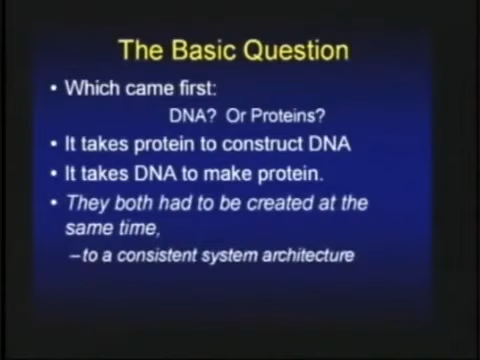 The Basic Question
• Which came first:
DNA? Or Proteins?
• It takes protein to construct DNA
• It takes DNA to make protein.
• They both had to be created at the
same time,
–to a consistent system architecture